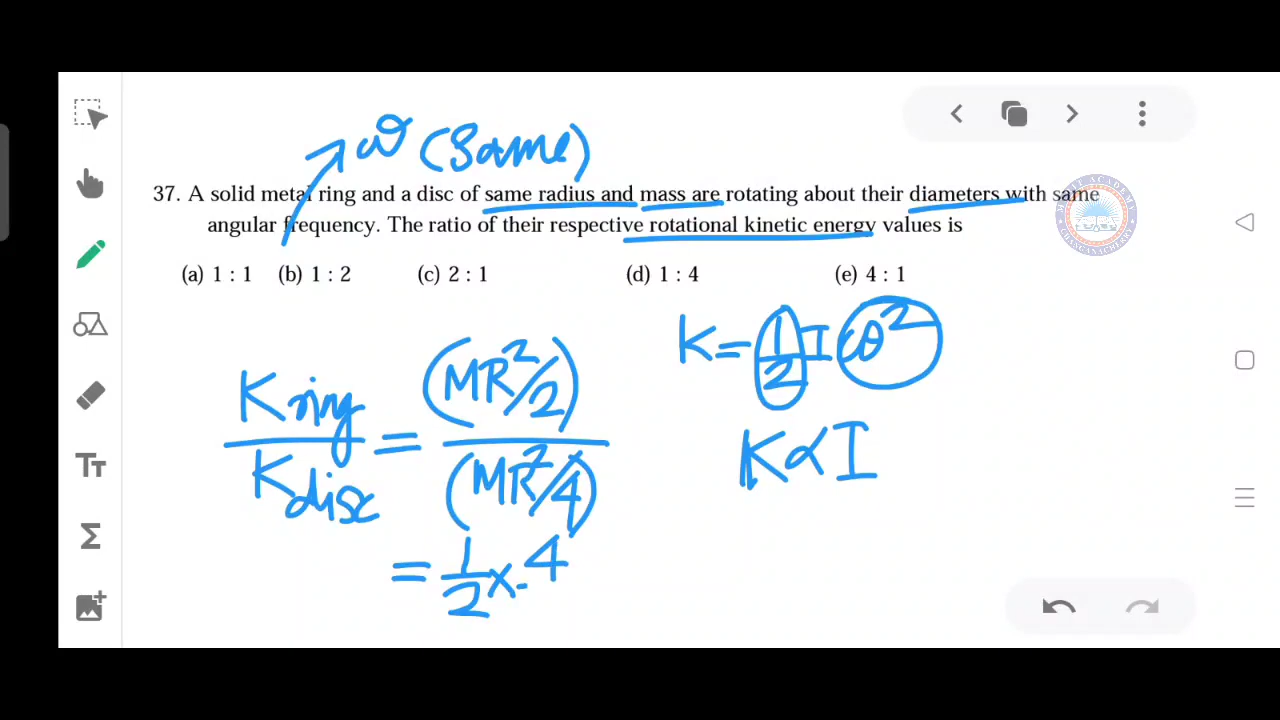 ω (Same)
37. A solid metal ring and a disc of same radius and mass are rotating about their diameters with same
angular frequency. The ratio of their respective rotational kinetic energy values is
(a) 1 : 1 (b) 1 : 2 (c) 2 : 1 (d) 1 : 4 (e) 4 : 1
K = 1/2 I ω²
K ring / K disc = (MR²/2) / (MR²/4)
K ∝ I
= 1/2 × 4
Tт
Σ